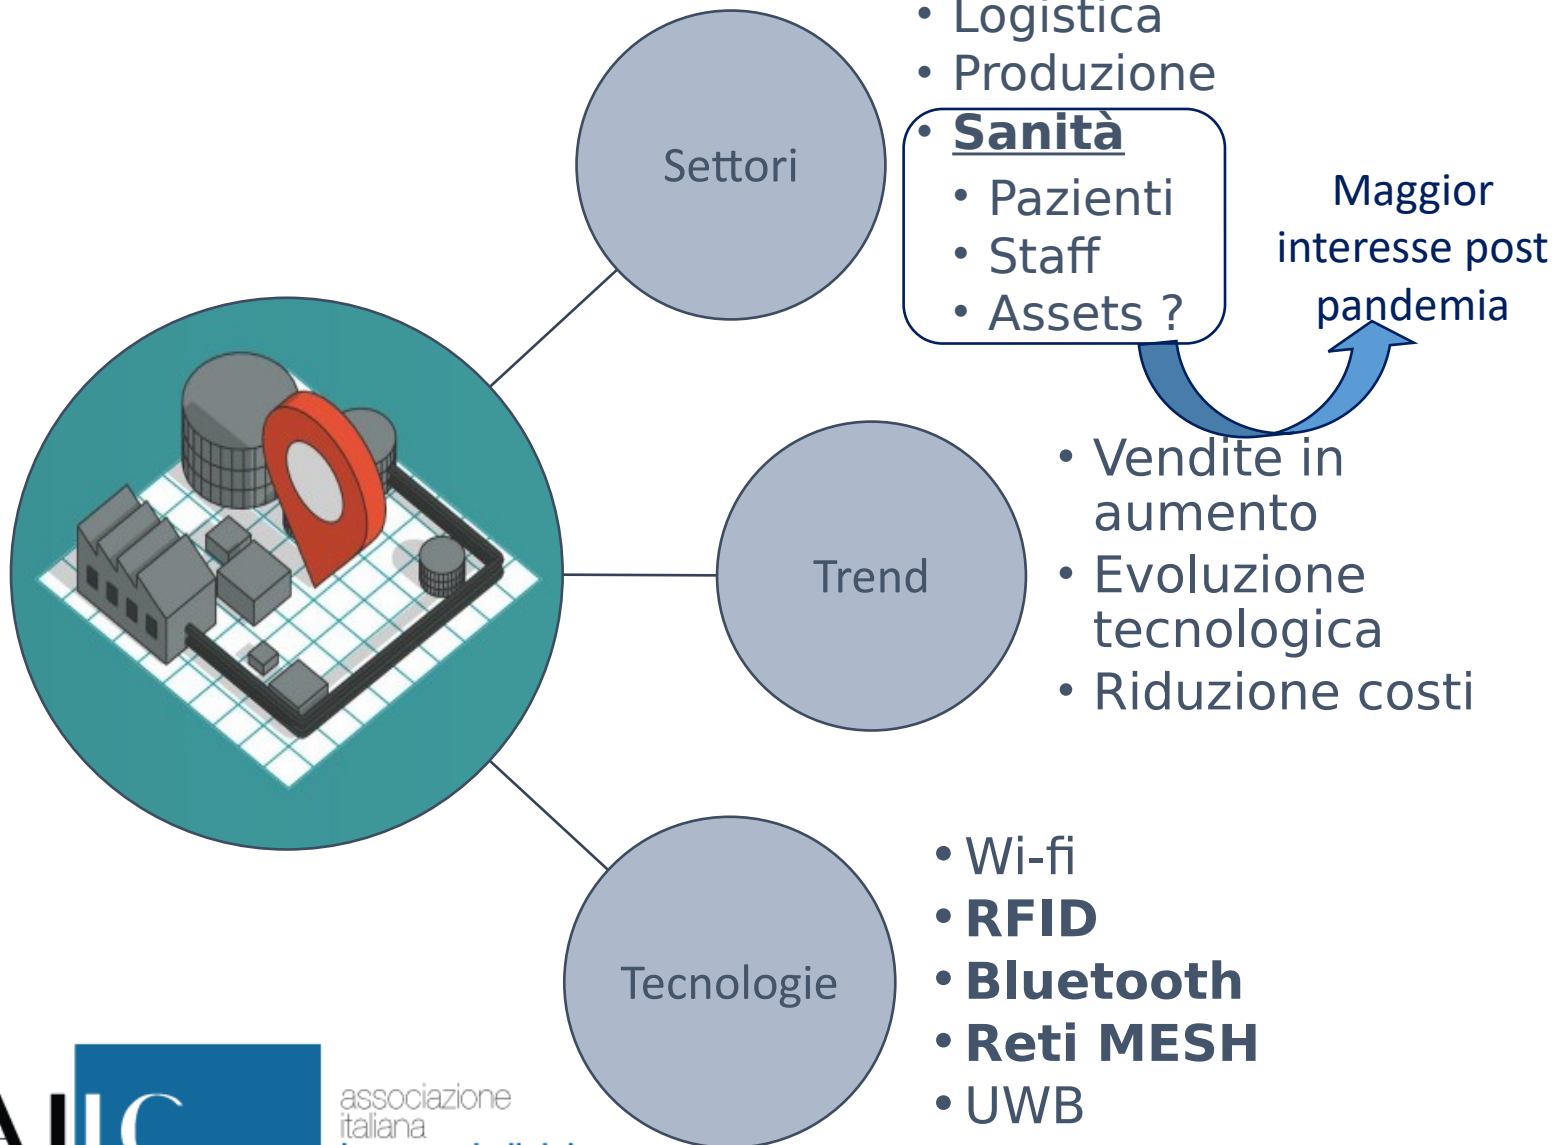 • Logistica
• Produzione
• Sanità
• Pazienti
• Staff
• Assets ?
Settori
Maggior
interesse post
pandemia
Trend
• Vendite in
aumento
• Evoluzione
tecnologica
• Riduzione costi
Tecnologie
• Wi-fi
• RFID
• Bluetooth
• Reti MESH
• UWB
AIIC
associazione
italiana